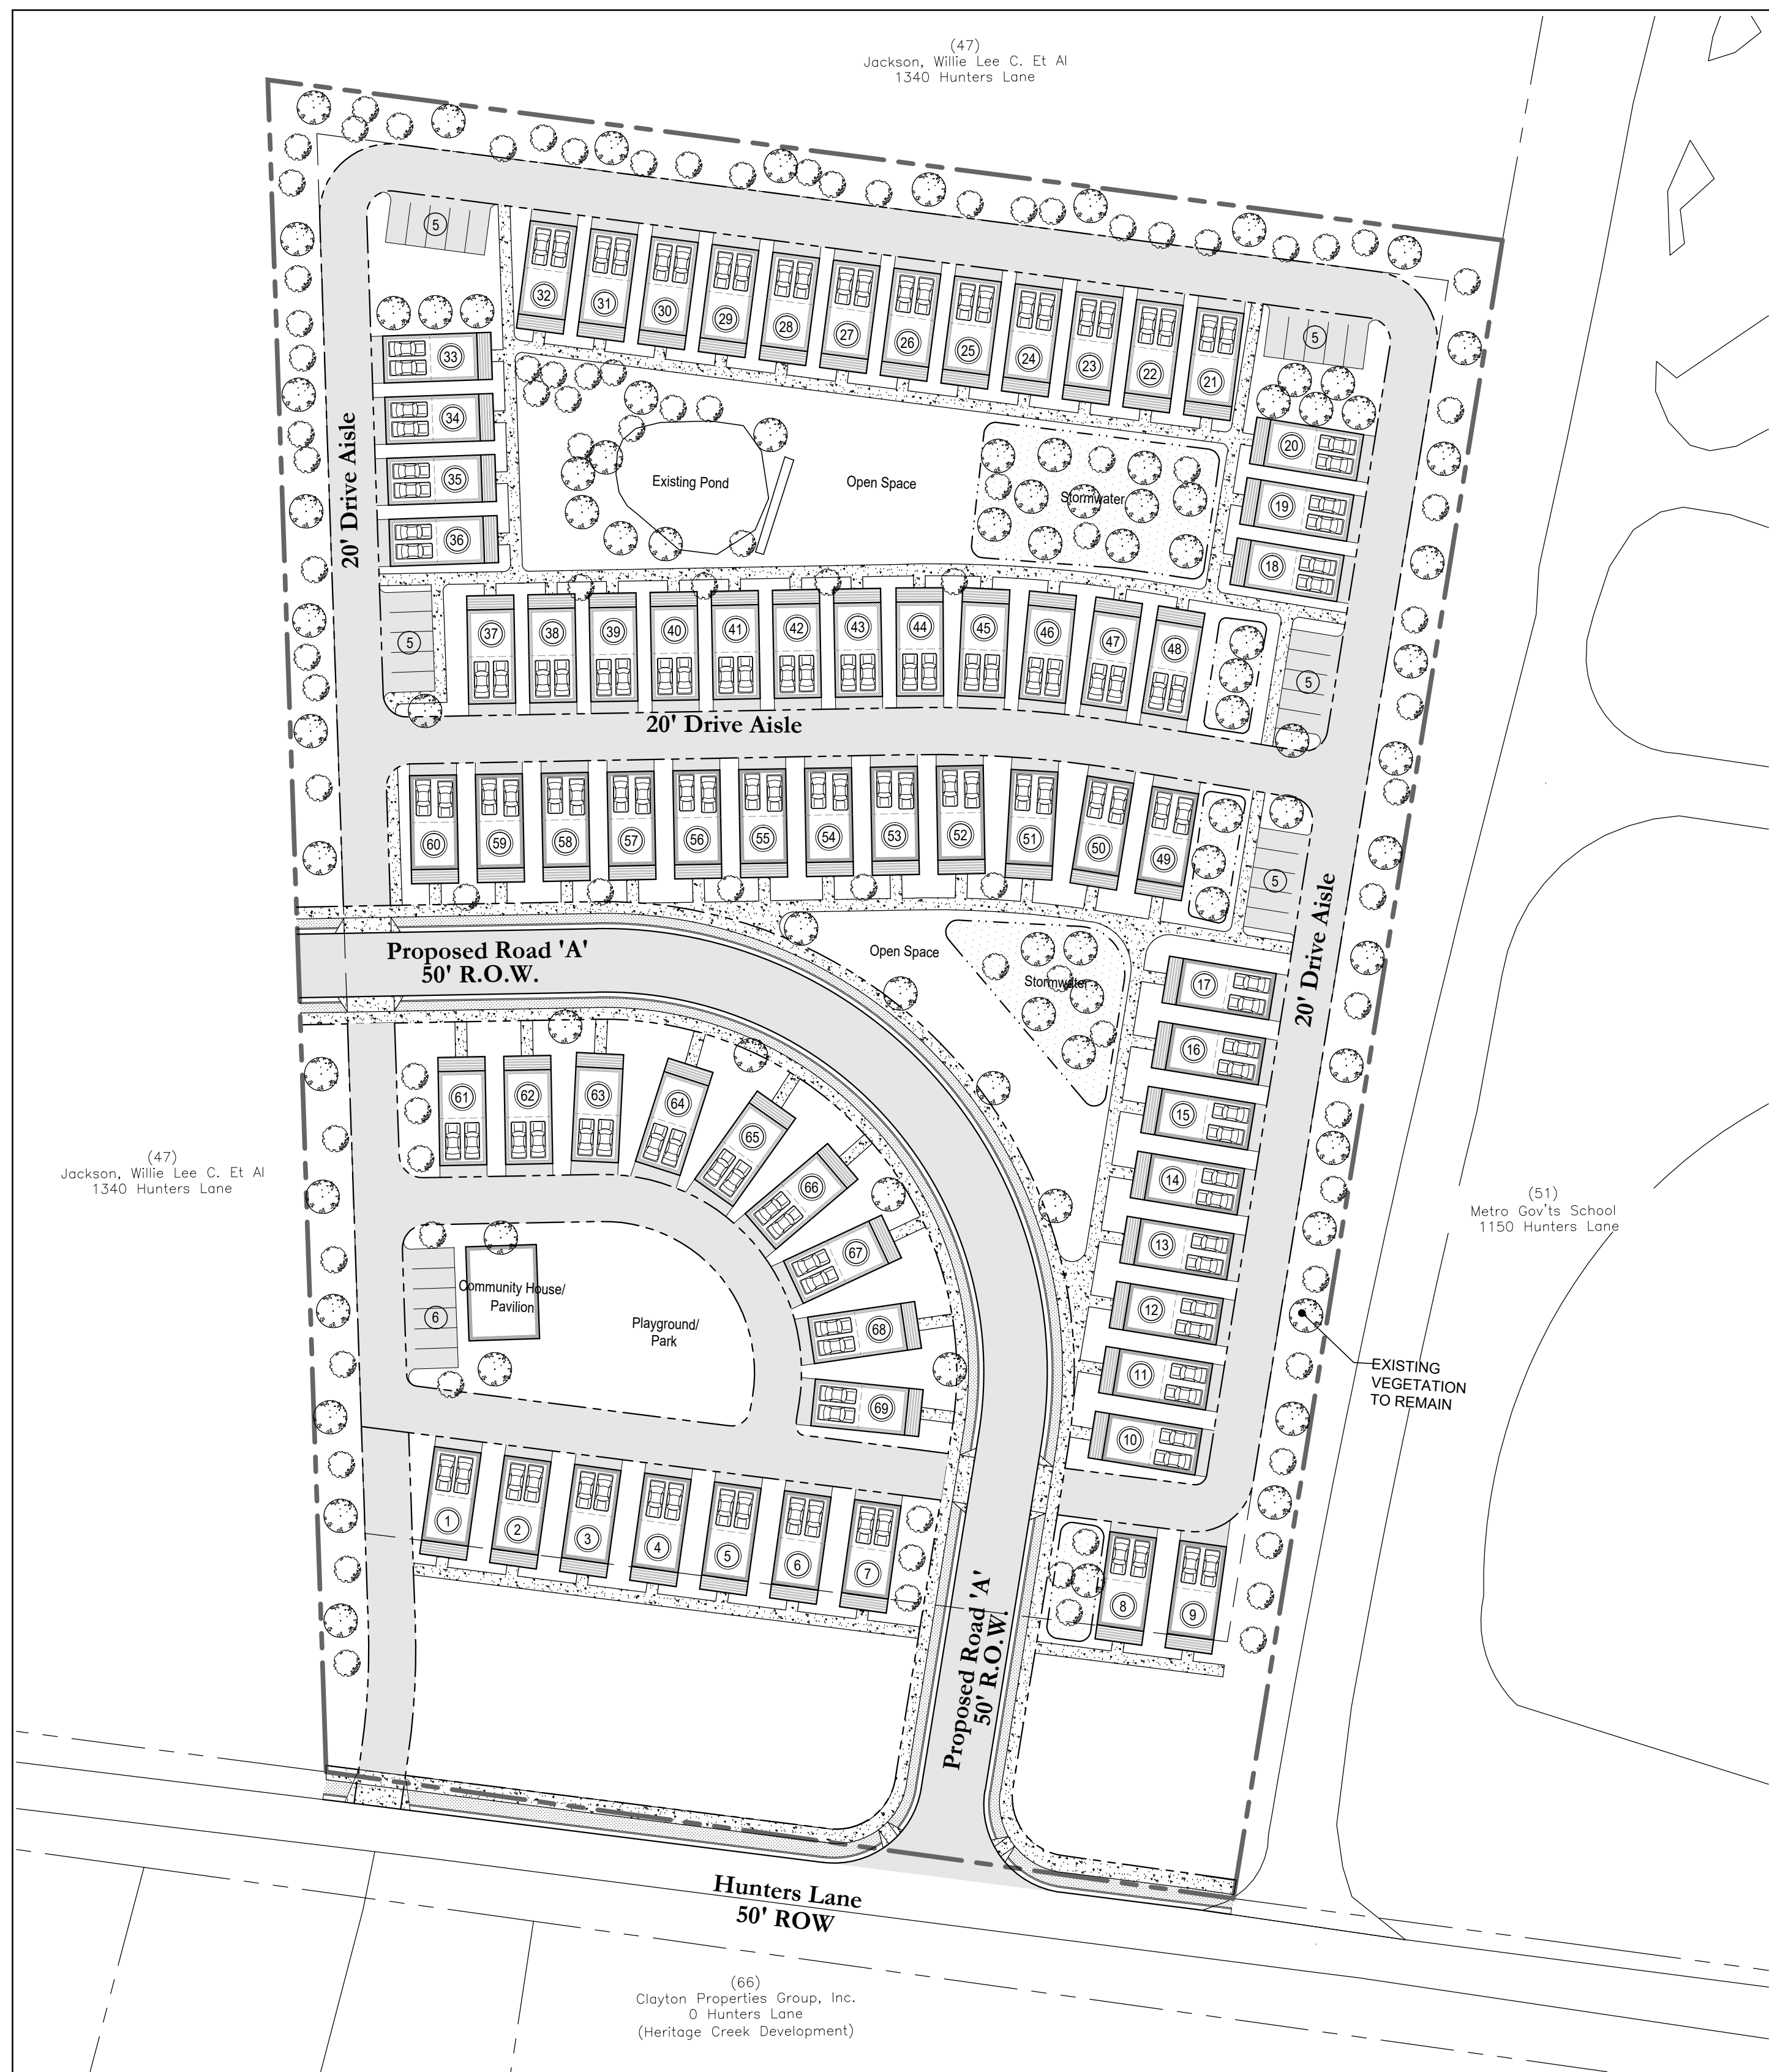 (47)
Jackson, Willie Lee C. Et Al
1340 Hunters Lane
5
32
31
30
29
28
27
26
25
24
23
22
21
5
33
34
35
36
20' Drive Aisle
Existing Pond
Open Space
Stormwater
20
19
18
5
37
38
39
40
41
42
43
44
45
46
47
48
5
20' Drive Aisle
60
59
58
57
56
55
54
53
52
51
50
49
5
20' Drive Aisle
Proposed Road 'A'
50' R.O.W.
Open Space
Stormwater
17
16
15
14
13
12
11
10
61
62
63
64
65
66
67
68
69
(47)
Jackson, Willie Lee C. Et Al
1340 Hunters Lane
(51)
Metro Gov'ts School
1150 Hunters Lane
6
Community House/
Pavilion
Playground/
Park
EXISTING
VEGETATION
TO REMAIN
1
2
3
4
5
6
7
8
9
Proposed Road 'A'
50' R.O.W.
Hunters Lane
50' ROW
(66)
Clayton Properties Group, Inc.
0 Hunters Lane
(Heritage Creek Development)